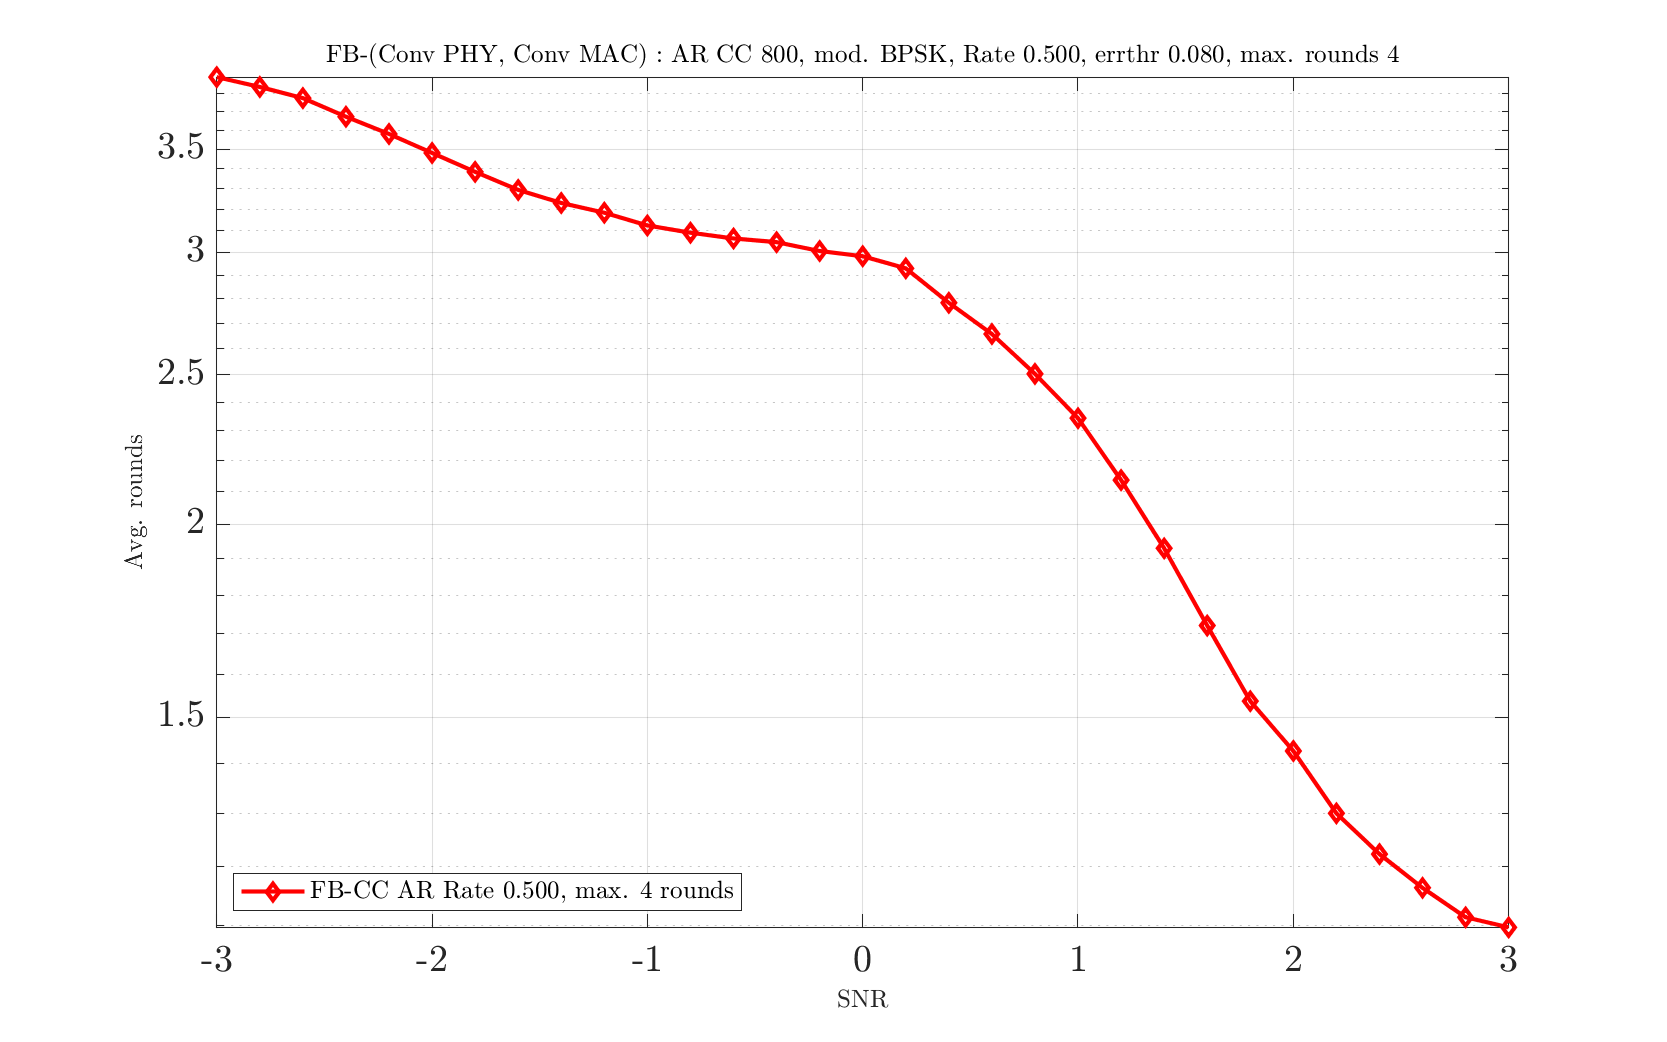 FB-(Conv PHY, Conv MAC) : AR CC 800, mod. BPSK, Rate 0.500, errthr 0.080, max. rounds 4
3.5
3
2.5
2
1.5
Avg. rounds
FB-CC AR Rate 0.500, max. 4 rounds
-3 -2 -1 0 1 2 3
SNR